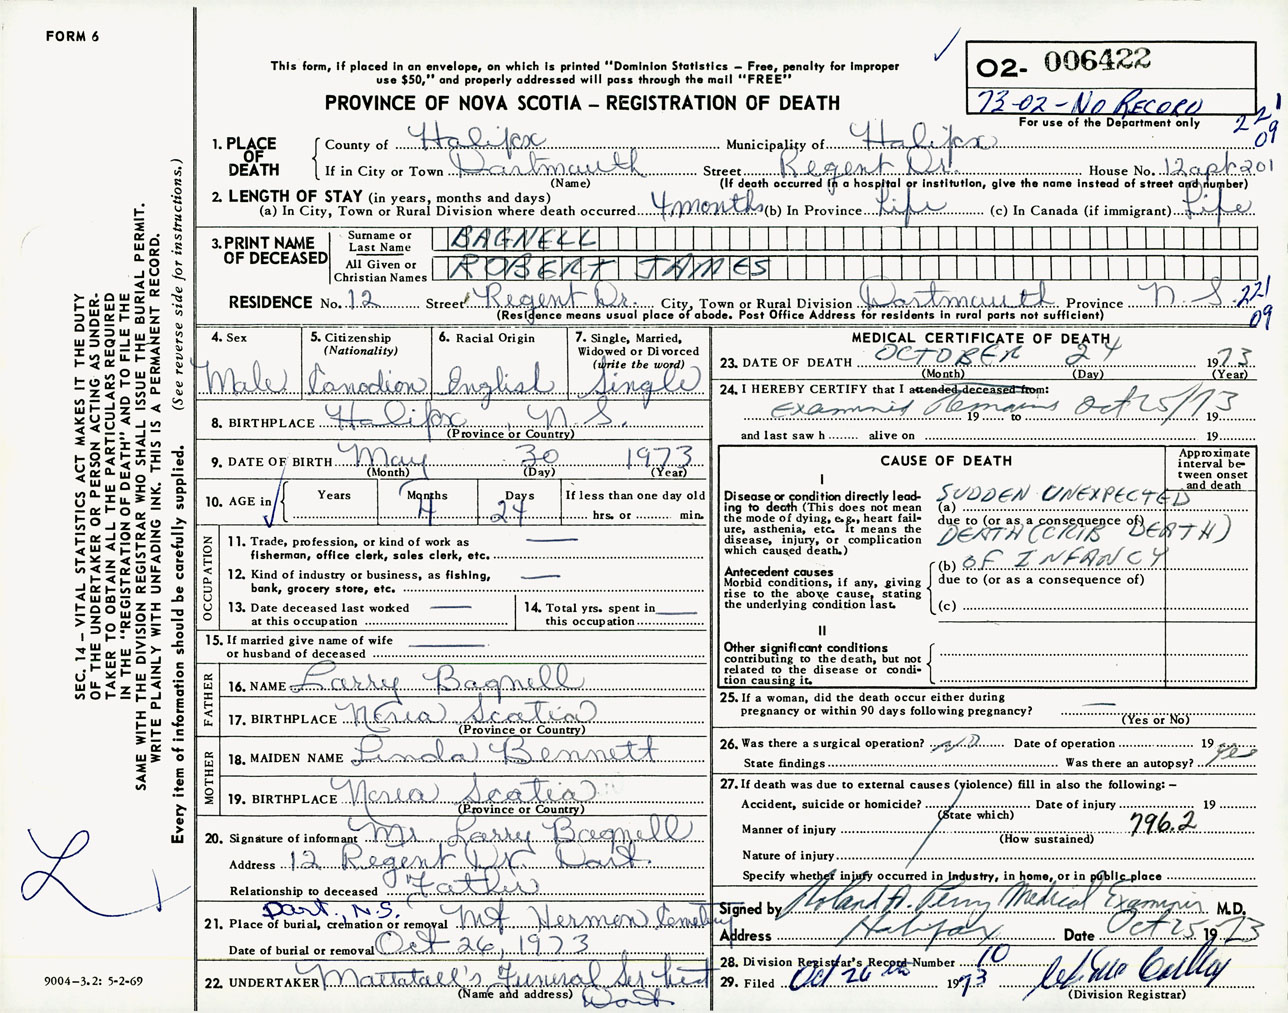 FORM 6
This form, if placed in an envelope, on which is printed "Dominion Statistics – Free, penalty for improper
use $50," and properly addressed will pass through the mail "FREE"
PROVINCE OF NOVA SCOTIA – REGISTRATION OF DEATH
O2- 006422
73-02-NO RECORD
For use of the Department only
221
09
1. PLACE OF DEATH
County of Halifax Municipality of Halifax
If in City or Town Dartmouth Street Regent Dr. House No. 12 apt 201
(Name) (If death occurred in a hospital or institution, give the name instead of street and number)
2. LENGTH OF STAY (in years, months and days)
(a) In City, Town or Rural Division where death occurred 4 months (b) In Province Life (c) In Canada (if immigrant) Life
3. PRINT NAME OF DECEASED
Surname or Last Name BAGNELL
All Given or Christian Names ROBERT JAMES
RESIDENCE No. 12 Street Regent Dr. City, Town or Rural Division Dartmouth Province N.S.
221
09
(Residence means usual place of abode. Post Office Address for residents in rural parts not sufficient)
4. Sex
Male
5. Citizenship
(Nationality)
Canadian
6. Racial Origin
English
7. Single, Married,
Widowed or Divorced
(write the word)
Single
8. BIRTHPLACE Halifax, N.S.
(Province or Country)
9. DATE OF BIRTH May 30 1973
(Month) (Day) (Year)
10. AGE in
Years Months Days If less than one day old
4 24 hrs. or min.
OCCUPATION
11. Trade, profession, or kind of work as
fisherman, office clerk, sales clerk, etc.
12. Kind of industry or business, as fishing,
bank, grocery store, etc.
13. Date deceased last worked
at this occupation
14. Total yrs. spent in
this occupation
15. If married give name of wife
or husband of deceased
FATHER
16. NAME Larry Bagnell
17. BIRTHPLACE Nova Scotia
(Province or Country)
MOTHER
18. MAIDEN NAME Linda Bennett
19. BIRTHPLACE Nova Scotia
(Province or Country)
20. Signature of informant Mr. Larry Bagnell
Address 12 Regent Dr. Dart.
Relationship to deceased Father
Dart., N.S.
21. Place of burial, cremation or removal Mt Hermon Cemetery
Date of burial or removal Oct 26, 1973
22. UNDERTAKER Mattatall's Funeral Ser
(Name and address) Dart
MEDICAL CERTIFICATE OF DEATH
23. DATE OF DEATH OCTOBER 24 1973
(Month) (Day) (Year)
24. I HEREBY CERTIFY that I attended deceased from:
Examined Remains Oct 25/73
19 to 19
and last saw h alive on 19
CAUSE OF DEATH
Approximate
interval be-
tween onset
and death
I
Disease or condition directly lead-
ing to death (This does not mean
the mode of dying, e.g., heart fail-
ure, asthenia, etc. It means the
disease, injury, or complication
which caused death.)
SUDDEN UNEXPECTED
(a)
due to (or as a consequence of)
DEATH (CRIB DEATH)
(b) OF INFANCY
due to (or as a consequence of)
(c)
Antecedent causes
Morbid conditions, if any, giving
rise to the above cause, stating
the underlying condition last.
II
Other significant conditions
contributing to the death, but not
related to the disease or condi-
tion causing it.
25. If a woman, did the death occur either during
pregnancy or within 90 days following pregnancy?
(Yes or No)
26. Was there a surgical operation? NO Date of operation 19
State findings Was there an autopsy? yes
27. If death was due to external causes (violence) fill in also the following: –
Accident, suicide or homicide? Date of injury 19
(State which)
Manner of injury 796.2
(How sustained)
Nature of injury
Specify whether injury occurred in industry, in home, or in public place
Signed by Roland A. Perry Medical Examiner M.D.
Address Halifax Date Oct 25 1973
28. Division Registrar's Record Number 10
29. Filed Oct 26th 1973
(Division Registrar)
SEC. 14 – VITAL STATISTICS ACT MAKES IT THE DUTY
OF THE UNDERTAKER OR PERSON ACTING AS UNDER-
TAKER TO OBTAIN ALL THE PARTICULARS REQUIRED
IN THE "REGISTRATION OF DEATH" AND TO FILE THE
SAME WITH THE DIVISION REGISTRAR WHO SHALL ISSUE THE BURIAL PERMIT.
WRITE PLAINLY WITH UNFADING INK. THIS IS A PERMANENT RECORD.
Every item of information should be carefully supplied. (See reverse side for instructions.)
9004–3.2: 5-2-69